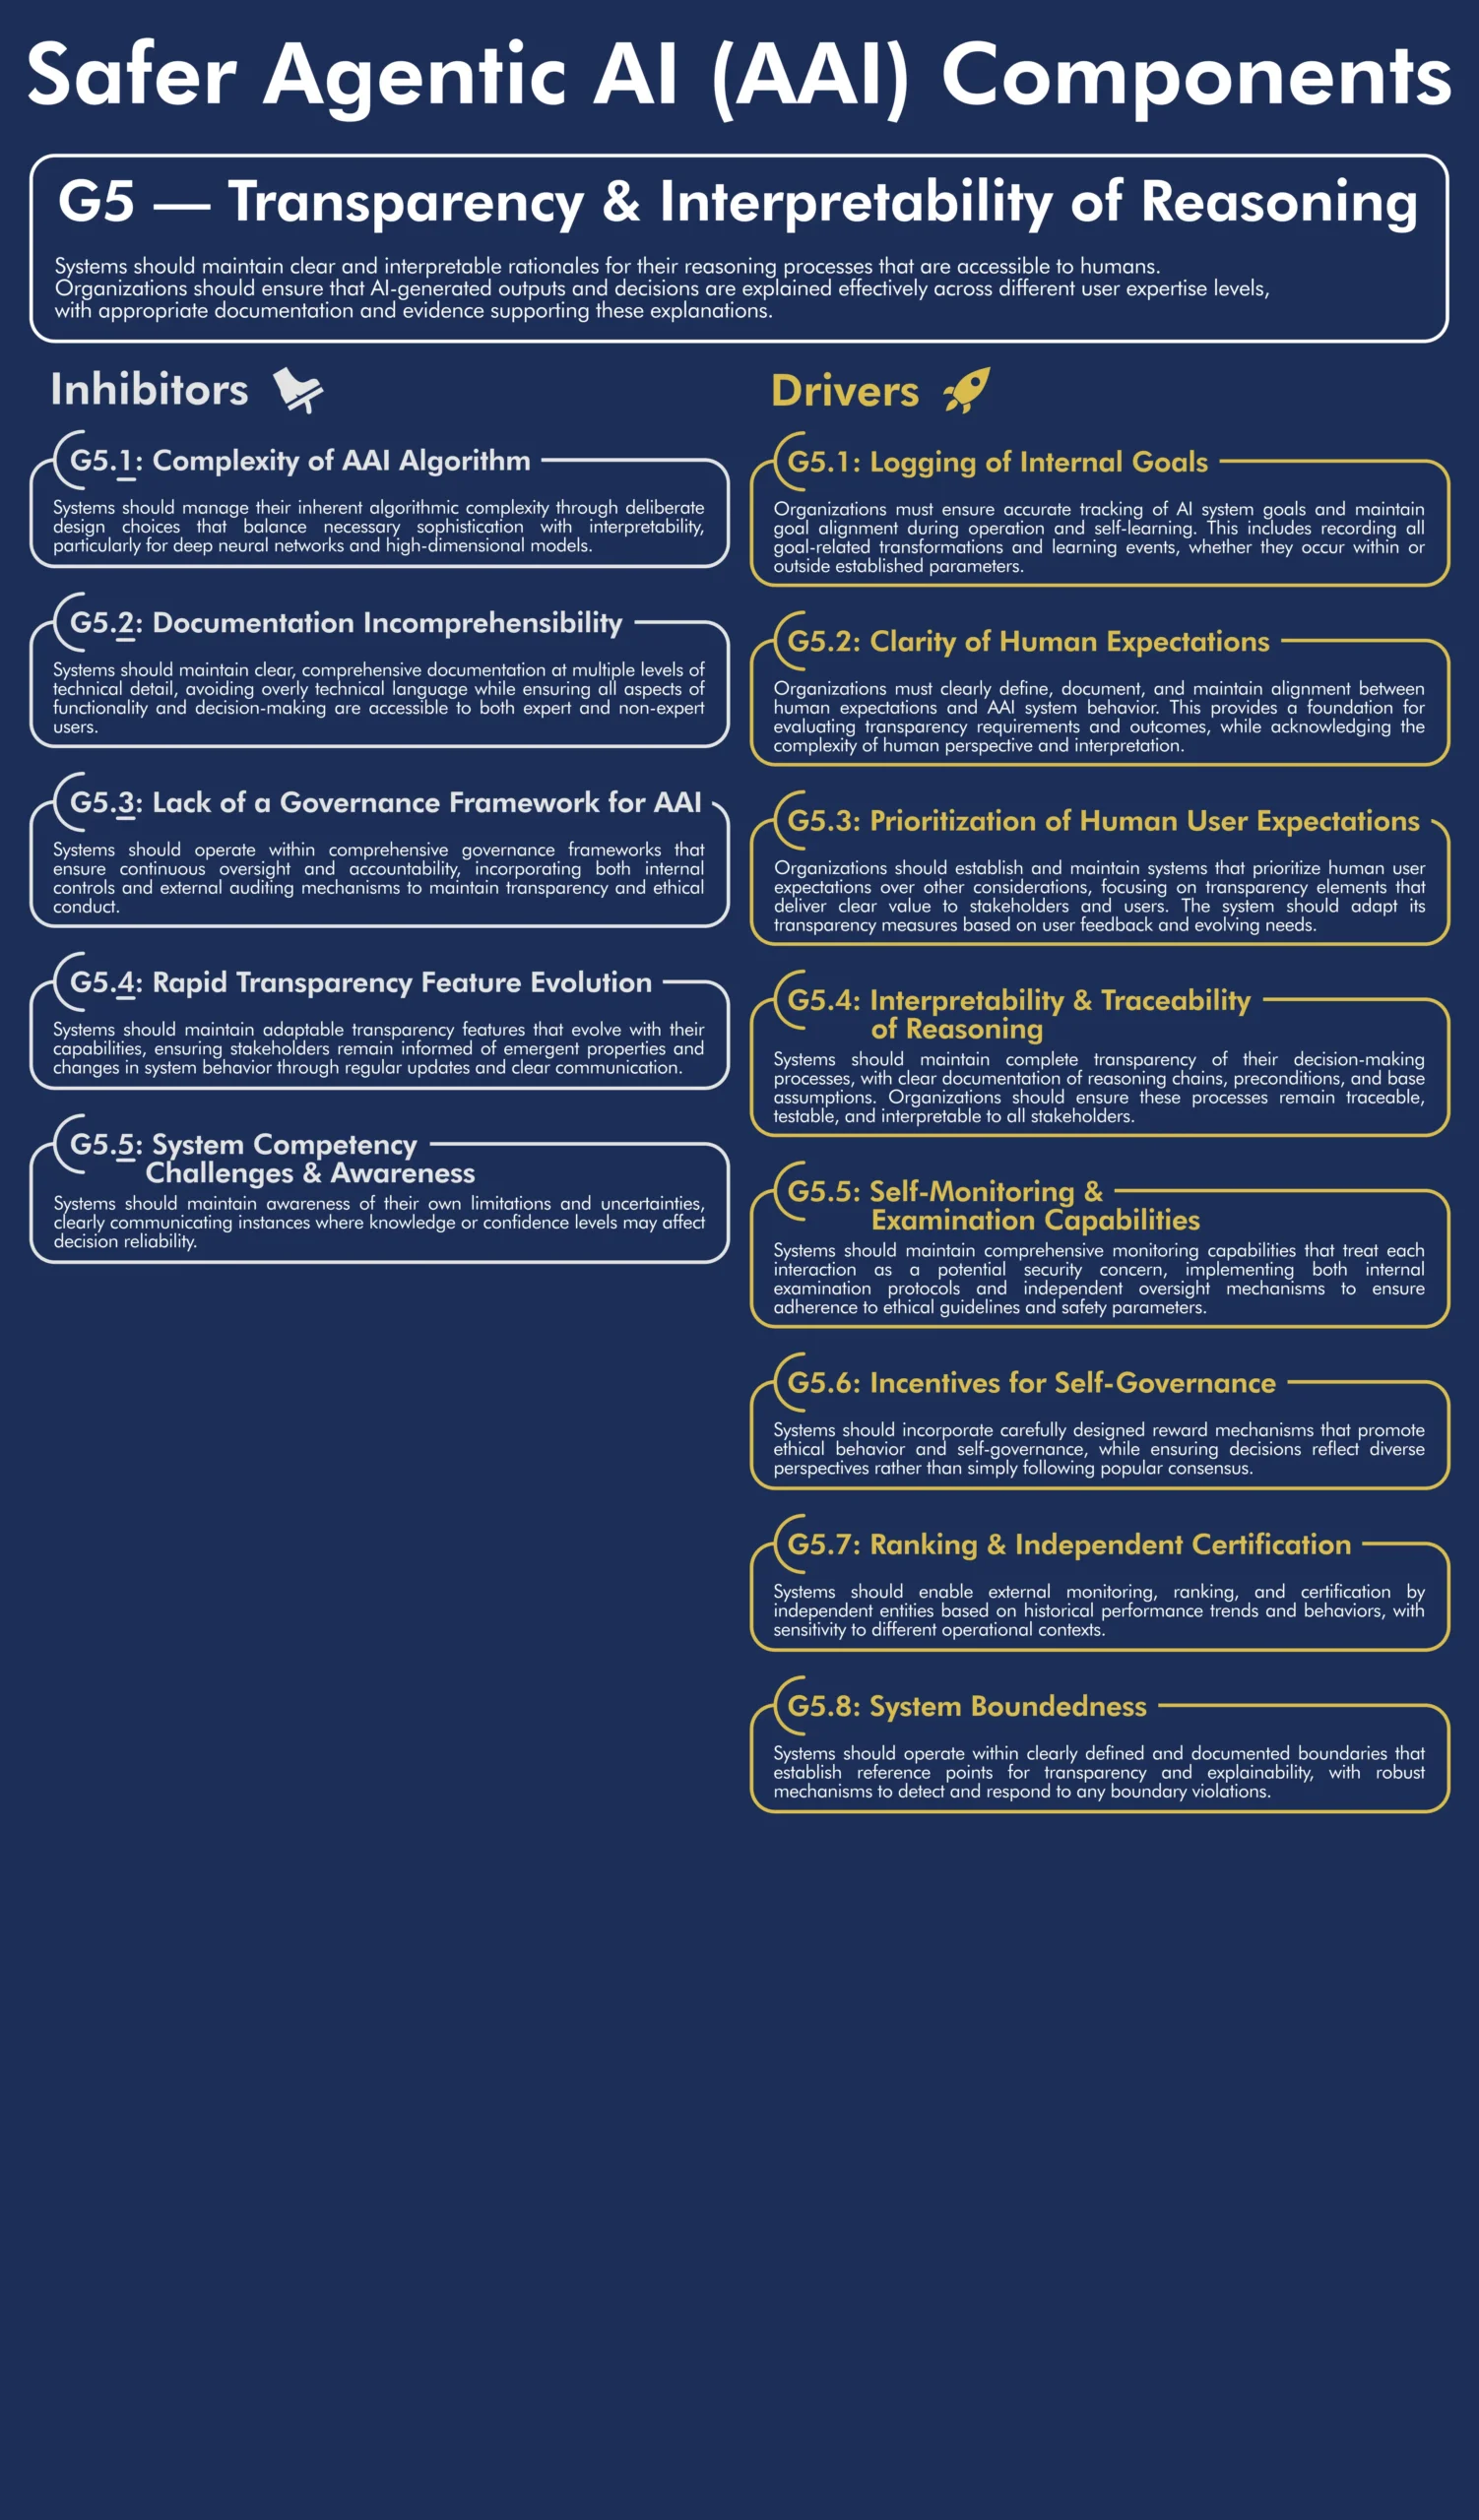 Safer Agentic AI (AAI) Components
G5 — Transparency & Interpretability of Reasoning
Systems should maintain clear and interpretable rationales for their reasoning processes that are accessible to humans.
Organizations should ensure that AI-generated outputs and decisions are explained effectively across different user expertise levels,
with appropriate documentation and evidence supporting these explanations.
Inhibitors
G5.1: Complexity of AAI Algorithm
Systems should manage their inherent algorithmic complexity through deliberate
design choices that balance necessary sophistication with interpretability,
particularly for deep neural networks and high-dimensional models.
G5.2: Documentation Incomprehensibility
Systems should maintain clear, comprehensive documentation at multiple levels of
technical detail, avoiding overly technical language while ensuring all aspects of
functionality and decision-making are accessible to both expert and non-expert
users.
G5.3: Lack of a Governance Framework for AAI
Systems should operate within comprehensive governance frameworks that
ensure continuous oversight and accountability, incorporating both internal
controls and external auditing mechanisms to maintain transparency and ethical
conduct.
G5.4: Rapid Transparency Feature Evolution
Systems should maintain adaptable transparency features that evolve with their
capabilities, ensuring stakeholders remain informed of emergent properties and
changes in system behavior through regular updates and clear communication.
G5.5: System Competency
Challenges & Awareness
Systems should maintain awareness of their own limitations and uncertainties,
clearly communicating instances where knowledge or confidence levels may affect
decision reliability.
Drivers
G5.1: Logging of Internal Goals
Organizations must ensure accurate tracking of AI system goals and maintain
goal alignment during operation and self-learning. This includes recording all
goal-related transformations and learning events, whether they occur within or
outside established parameters.
G5.2: Clarity of Human Expectations
Organizations must clearly define, document, and maintain alignment between
human expectations and AAI system behavior. This provides a foundation for
evaluating transparency requirements and outcomes, while acknowledging the
complexity of human perspective and interpretation.
G5.3: Prioritization of Human User Expectations
Organizations should establish and maintain systems that prioritize human user
expectations over other considerations, focusing on transparency elements that
deliver clear value to stakeholders and users. The system should adapt its
transparency measures based on user feedback and evolving needs.
G5.4: Interpretability & Traceability
of Reasoning
Systems should maintain complete transparency of their decision-making
processes, with clear documentation of reasoning chains, preconditions, and base
assumptions. Organizations should ensure these processes remain traceable,
testable, and interpretable to all stakeholders.
G5.5: Self-Monitoring &
Examination Capabilities
Systems should maintain comprehensive monitoring capabilities that treat each
interaction as a potential security concern, implementing both internal
examination protocols and independent oversight mechanisms to ensure
adherence to ethical guidelines and safety parameters.
G5.6: Incentives for Self-Governance
Systems should incorporate carefully designed reward mechanisms that promote
ethical behavior and self-governance, while ensuring decisions reflect diverse
perspectives rather than simply following popular consensus.
G5.7: Ranking & Independent Certification
Systems should enable external monitoring, ranking, and certification by
independent entities based on historical performance trends and behaviors, with
sensitivity to different operational contexts.
G5.8: System Boundedness
Systems should operate within clearly defined and documented boundaries that
establish reference points for transparency and explainability, with robust
mechanisms to detect and respond to any boundary violations.